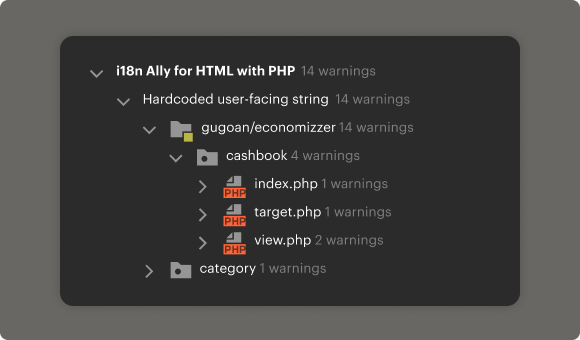 i18n Ally for HTML with PHP 14 warnings
Hardcoded user-facing string 14 warnings
gugoan/economizzer 14 warnings
cashbook 4 warnings
PHP index.php 1 warnings
PHP target.php 1 warnings
PHP view.php 2 warnings
category 1 warnings